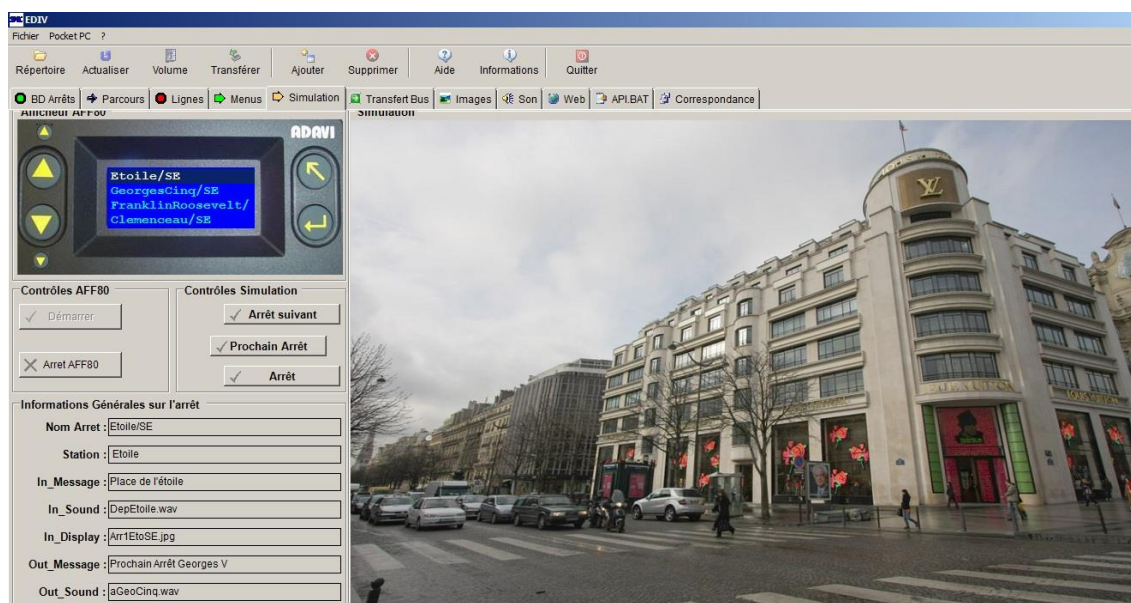 EDIV
Fichier Pocket PC ?
Répertoire Actualiser Volume Transférer Ajouter Supprimer Aide Informations Quitter
BD Arrêts Parcours Lignes Menus Simulation Transfert Bus Images Son Web API.BAT Correspondance
Afficheur AFF80
ADAVI
Etoile/SE
GeorgesCinq/SE
FranklinRoosevelt/
Clemenceau/SE
Contrôles AFF80
Démarrer
Arret AFF80
Contrôles Simulation
Arrêt suivant
Prochain Arrêt
Arrêt
Informations Générales sur l'arrêt
Nom Arret : Etoile/SE
Station : Etoile
In_Message : Place de l'étoile
In_Sound : DepEtoile.wav
In_Display : Arr1EtoSE.jpg
Out_Message : Prochain Arrêt Georges V
Out_Sound : aGeoCinq.wav
Simulation
LV
LOUIS VUITTON